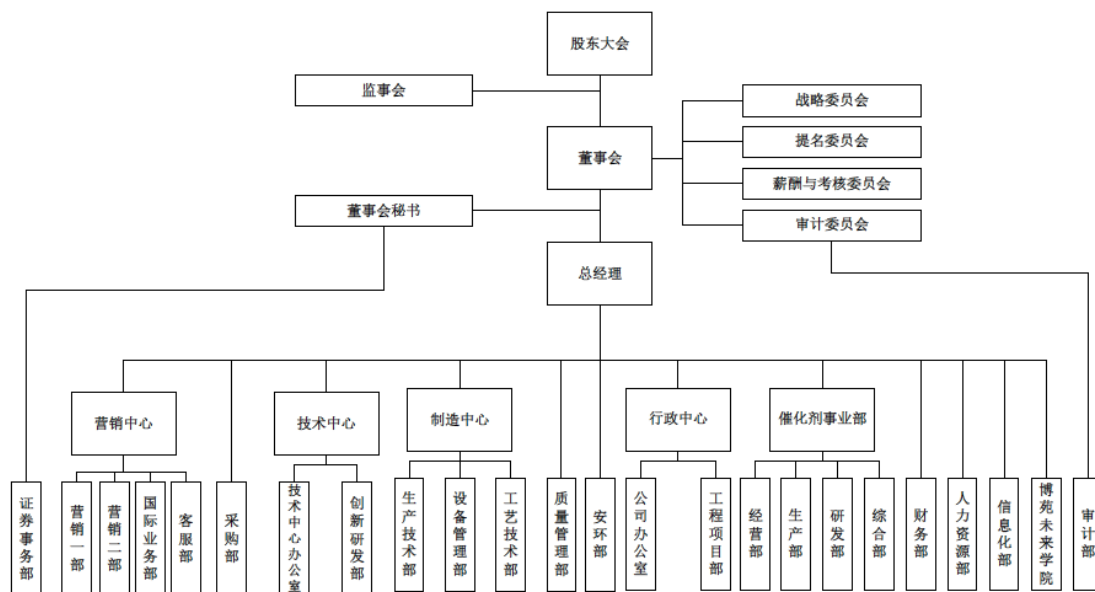 股东大会
监事会
战略委员会
提名委员会
董事会
薪酬与考核委员会
董事会秘书
审计委员会
总经理
营销中心
技术中心
制造中心
行政中心
催化剂事业部
证券事务部
营销一部
营销二部
国际业务部
客服部
采购部
技术中心办公室
创新研发部
生产技术部
设备管理部
工艺技术部
质量管理部
安环部
公司办公室
工程项目部
经营部
生产部
研发部
综合部
财务部
人力资源部
信息化部
博苑未来学院
审计部